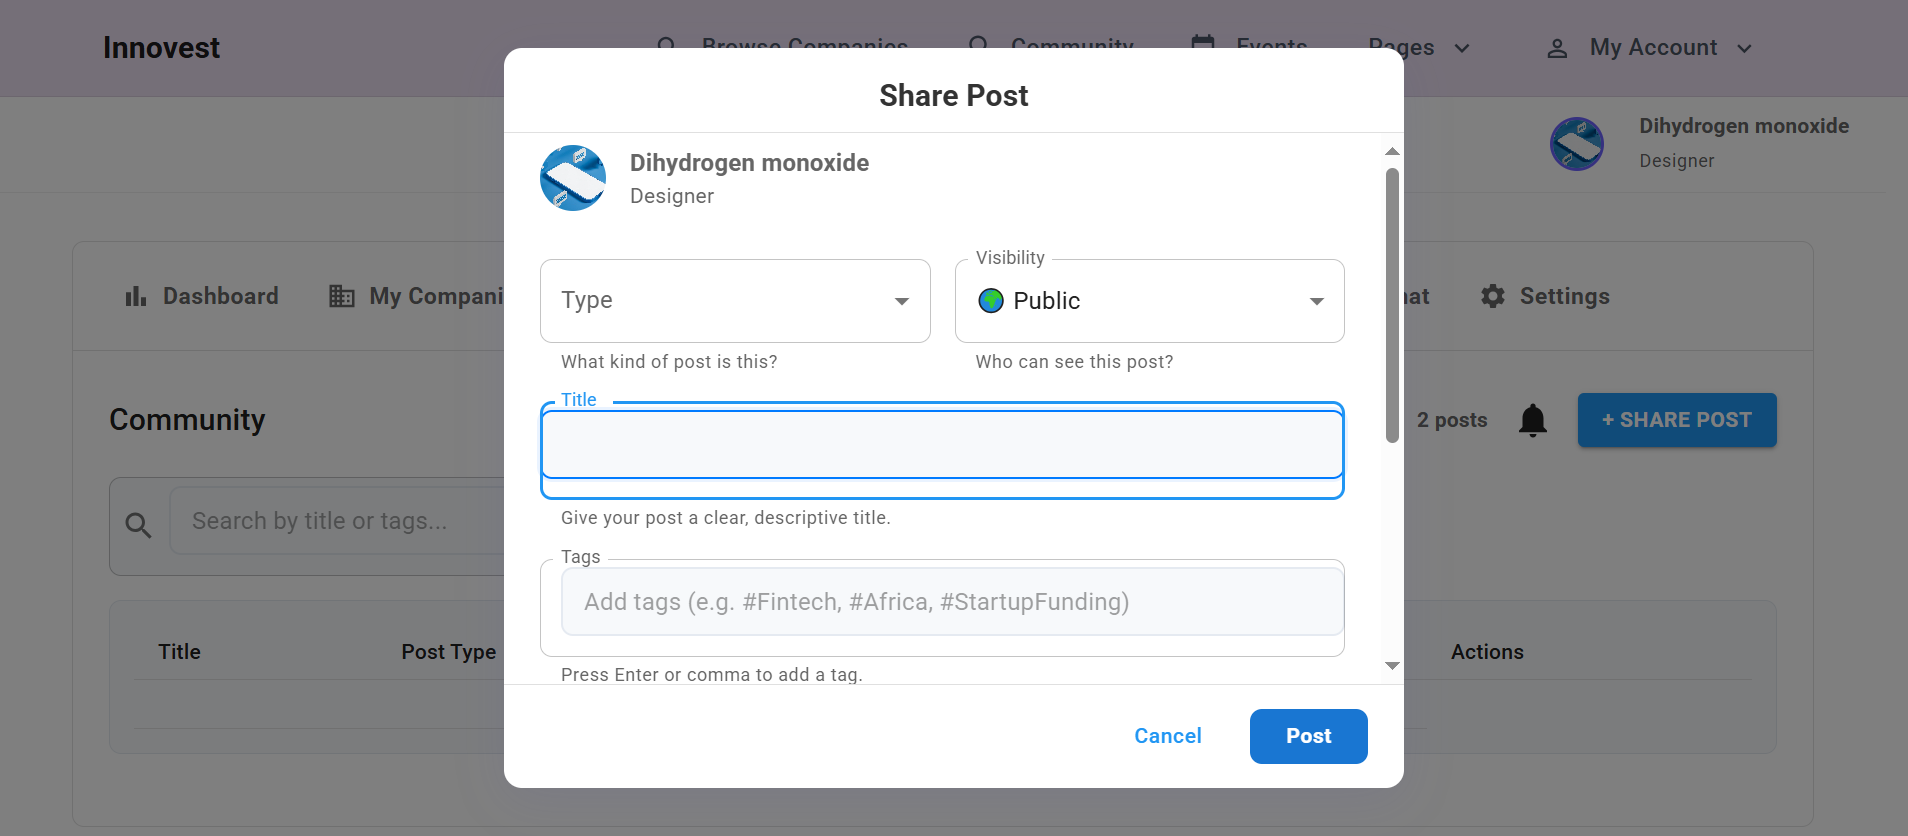 Innovest
Browse Companies
Community
Events
Pages
My Account
Dihydrogen monoxide
Designer
Dashboard
My Compani
Settings
Community
2 posts
+ SHARE POST
Search by title or tags...
Title
Post Type
Actions
Share Post
Dihydrogen monoxide
Designer
Type
What kind of post is this?
Visibility
Public
Who can see this post?
Title
Give your post a clear, descriptive title.
Tags
Add tags (e.g. #Fintech, #Africa, #StartupFunding)
Press Enter or comma to add a tag.
Cancel
Post